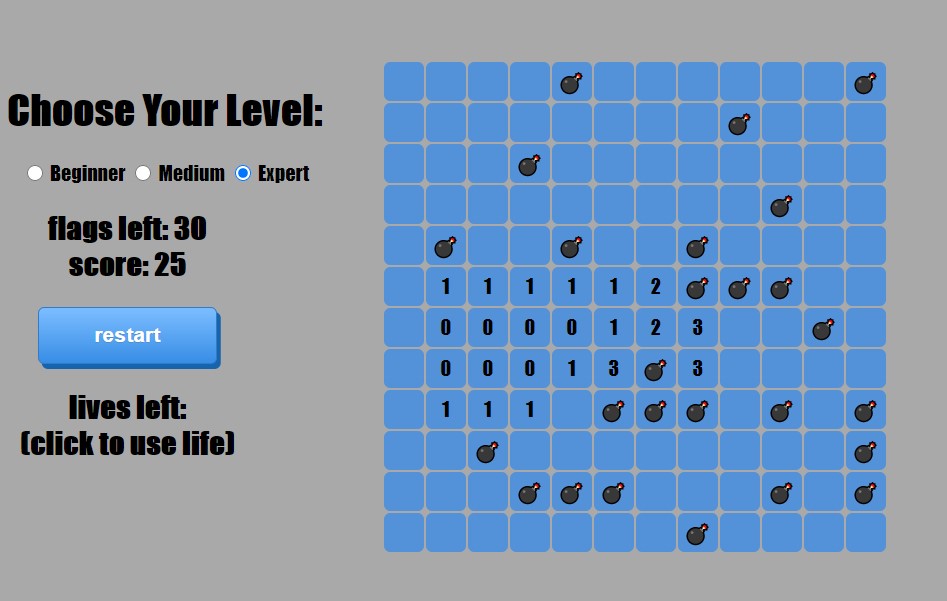 Choose Your Level:
Beginner Medium Expert
flags left: 30
score: 25
restart
lives left:
(click to use life)
1 1 1 1 1 2
0 0 0 0 1 2 3
0 0 0 1 3 3
1 1 1